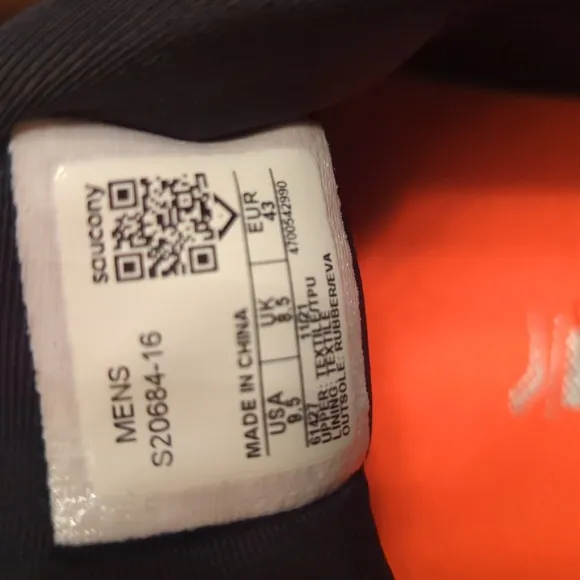 saucony
MENS
S20684-16
MADE IN CHINA
USA UK EUR
9.5 8.5 43
4700542990
61427 11/21
UPPER: TEXTILE/TPU
LINING: TEXTILE
OUTSOLE: RUBBER/EVA